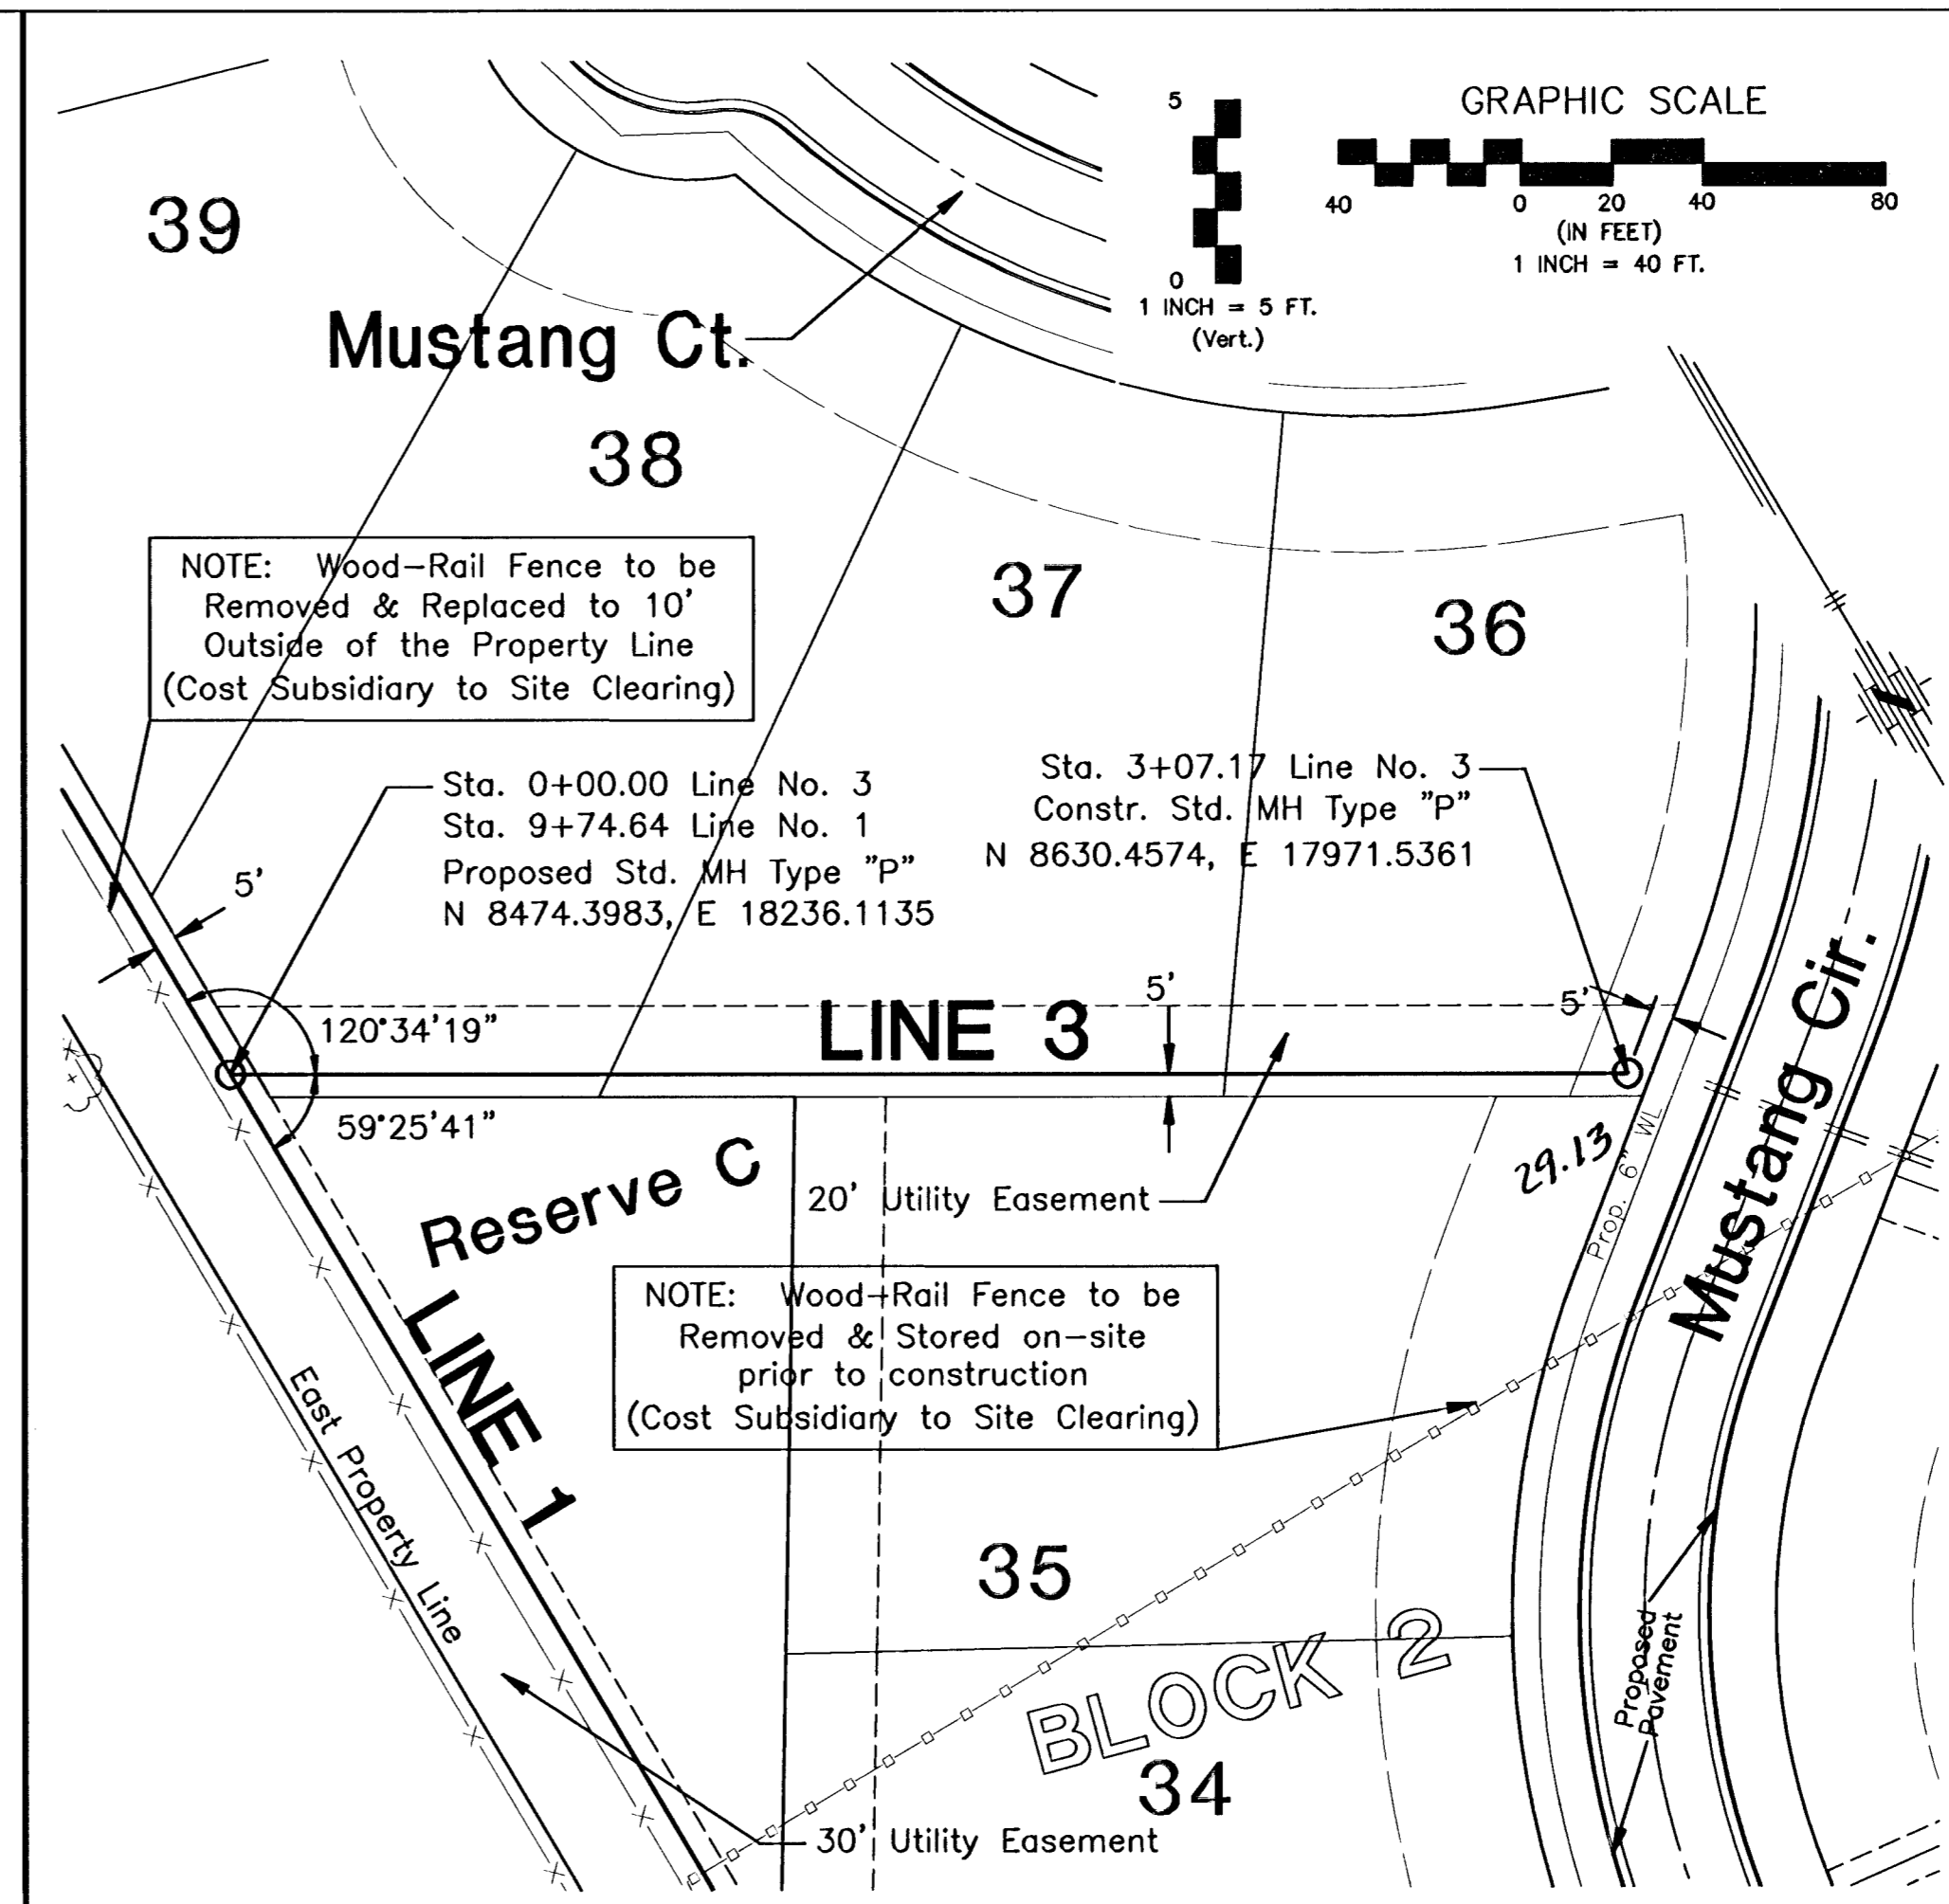 GRAPHIC SCALE
5
0
1 INCH = 5 FT.
(Vert.)
40 0 20 40 80
(IN FEET)
1 INCH = 40 FT.
39
Mustang Ct.
38
37
36
NOTE: Wood-Rail Fence to be
Removed & Replaced to 10'
Outside of the Property Line
(Cost Subsidiary to Site Clearing)
Sta. 0+00.00 Line No. 3
Sta. 9+74.64 Line No. 1
Proposed Std. MH Type "P"
N 8474.3983, E 18236.1135
Sta. 3+07.17 Line No. 3
Constr. Std. MH Type "P"
N 8630.4574, E 17971.5361
5'
5'
5'
120°34'19"
LINE 3
59°25'41"
Reserve C
20' Utility Easement
29.13
Prop. 6" WL
Mustang Cir.
NOTE: Wood-Rail Fence to be
Removed & Stored on-site
prior to construction
(Cost Subsidiary to Site Clearing)
LINE 1
East Property Line
35
BLOCK 2
34
30' Utility Easement
Proposed
Pavement